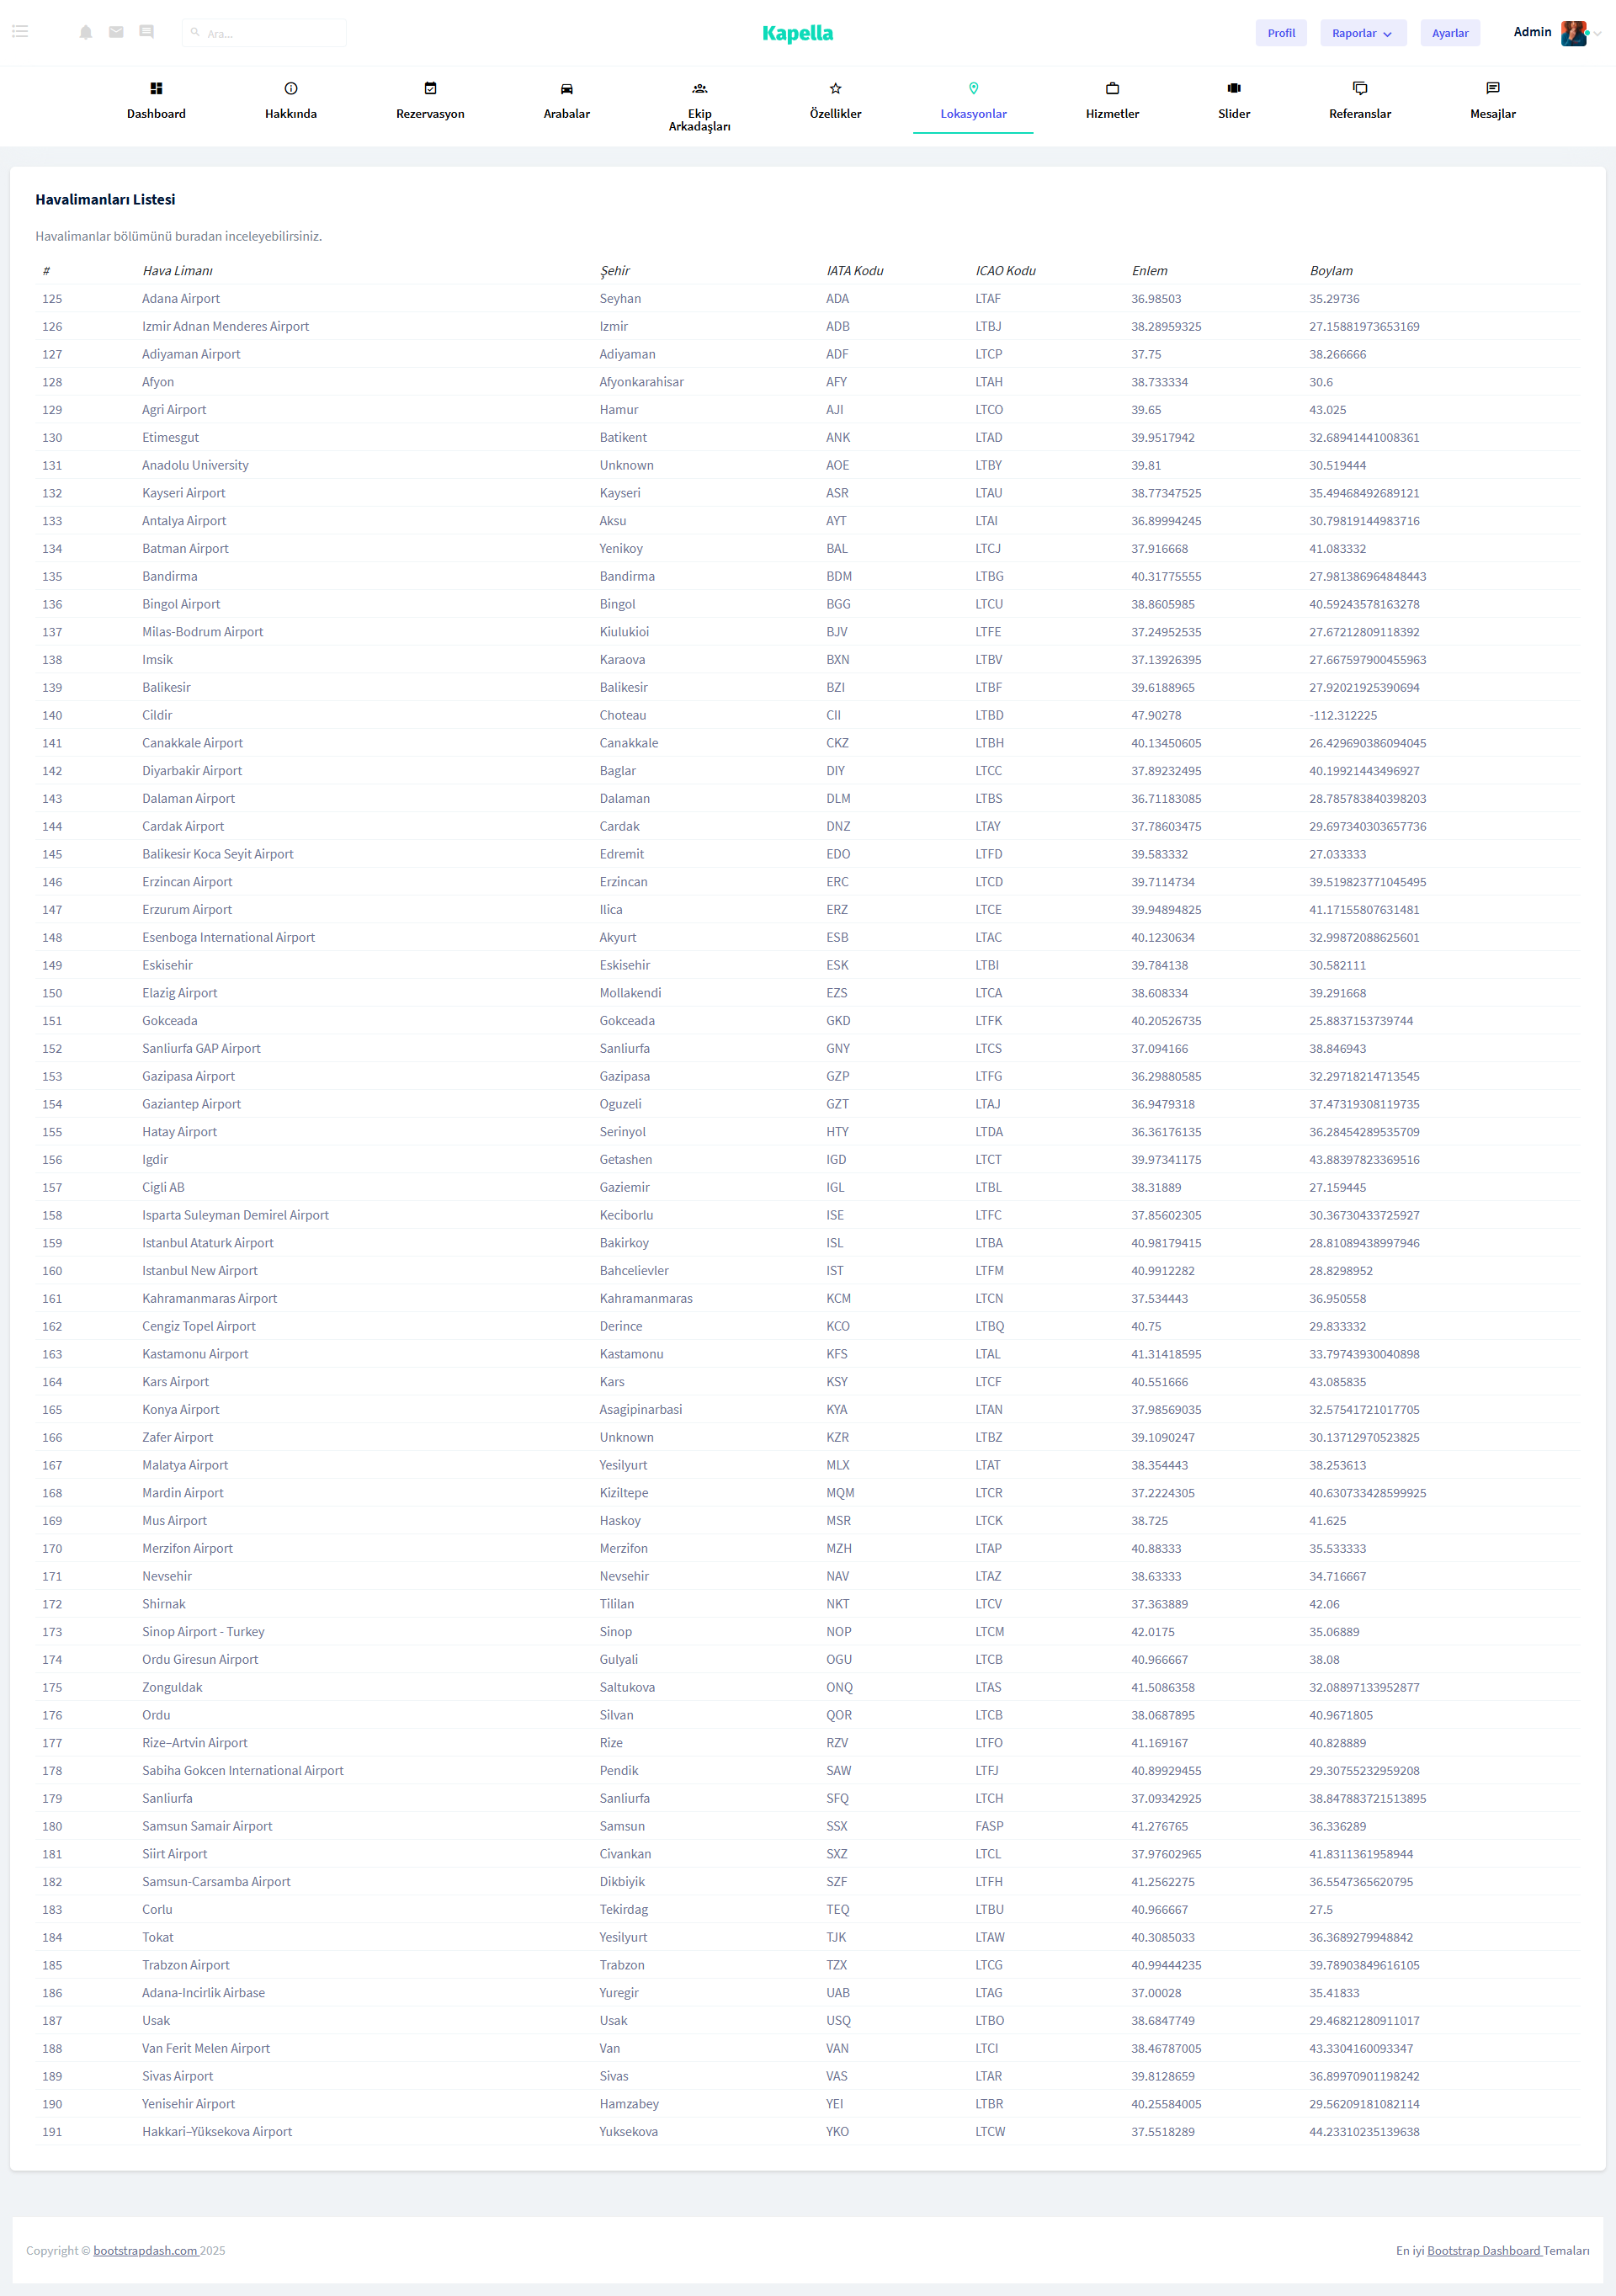 Ara...
Kapella
Profil Raporlar Ayarlar Admin
Dashboard Hakkında Rezervasyon Arabalar Ekip Arkadaşları Özellikler Lokasyonlar Hizmetler Slider Referanslar Mesajlar
Havalimanları Listesi
Havalimanlar bölümünü buradan inceleyebilirsiniz.
# Hava Limanı Şehir IATA Kodu ICAO Kodu Enlem Boylam
125 Adana Airport Seyhan ADA LTAF 36.98503 35.29736
126 Izmir Adnan Menderes Airport Izmir ADB LTBJ 38.28959325 27.15881973653169
127 Adiyaman Airport Adiyaman ADF LTCP 37.75 38.266666
128 Afyon Afyonkarahisar AFY LTAH 38.733334 30.6
129 Agri Airport Hamur AJI LTCO 39.65 43.025
130 Etimesgut Batikent ANK LTAD 39.9517942 32.68941441008361
131 Anadolu University Unknown AOE LTBY 39.81 30.519444
132 Kayseri Airport Kayseri ASR LTAU 38.77347525 35.49468492689121
133 Antalya Airport Aksu AYT LTAI 36.89994245 30.79819144983716
134 Batman Airport Yenikoy BAL LTCJ 37.916668 41.083332
135 Bandirma Bandirma BDM LTBG 40.31775555 27.981386964848443
136 Bingol Airport Bingol BGG LTCU 38.8605985 40.59243578163278
137 Milas-Bodrum Airport Kiulukioi BJV LTFE 37.24952535 27.67212809118392
138 Imsik Karaova BXN LTBV 37.13926395 27.667597900455963
139 Balikesir Balikesir BZI LTBF 39.6188965 27.92021925390694
140 Cildir Choteau CII LTBD 47.90278 -112.312225
141 Canakkale Airport Canakkale CKZ LTBH 40.13450605 26.429690386094045
142 Diyarbakir Airport Baglar DIY LTCC 37.89232495 40.19921443496927
143 Dalaman Airport Dalaman DLM LTBS 36.71183085 28.785783840398203
144 Cardak Airport Cardak DNZ LTAY 37.78603475 29.697340303657736
145 Balikesir Koca Seyit Airport Edremit EDO LTFD 39.583332 27.033333
146 Erzincan Airport Erzincan ERC LTCD 39.7114734 39.519823771045495
147 Erzurum Airport Ilica ERZ LTCE 39.94894825 41.17155807631481
148 Esenboga International Airport Akyurt ESB LTAC 40.1230634 32.99872088625601
149 Eskisehir Eskisehir ESK LTBI 39.784138 30.582111
150 Elazig Airport Mollakendi EZS LTCA 38.608334 39.291668
151 Gokceada Gokceada GKD LTFK 40.20526735 25.8837153739744
152 Sanliurfa GAP Airport Sanliurfa GNY LTCS 37.094166 38.846943
153 Gazipasa Airport Gazipasa GZP LTFG 36.29880585 32.29718214713545
154 Gaziantep Airport Oguzeli GZT LTAJ 36.9479318 37.47319308119735
155 Hatay Airport Serinyol HTY LTDA 36.36176135 36.28454289535709
156 Igdir Getashen IGD LTCT 39.97341175 43.88397823369516
157 Cigli AB Gaziemir IGL LTBL 38.31889 27.159445
158 Isparta Suleyman Demirel Airport Keciborlu ISE LTFC 37.85602305 30.36730433725927
159 Istanbul Ataturk Airport Bakirkoy ISL LTBA 40.98179415 28.81089438997946
160 Istanbul New Airport Bahcelievler IST LTFM 40.9912282 28.8298952
161 Kahramanmaras Airport Kahramanmaras KCM LTCN 37.534443 36.950558
162 Cengiz Topel Airport Derince KCO LTBQ 40.75 29.833332
163 Kastamonu Airport Kastamonu KFS LTAL 41.31418595 33.79743930040898
164 Kars Airport Kars KSY LTCF 40.551666 43.085835
165 Konya Airport Asagipinarbasi KYA LTAN 37.98569035 32.57541721017705
166 Zafer Airport Unknown KZR LTBZ 39.1090247 30.13712970523825
167 Malatya Airport Yesilyurt MLX LTAT 38.354443 38.253613
168 Mardin Airport Kiziltepe MQM LTCR 37.2224305 40.630733428599925
169 Mus Airport Haskoy MSR LTCK 38.725 41.625
170 Merzifon Airport Merzifon MZH LTAP 40.88333 35.533333
171 Nevsehir Nevsehir NAV LTAZ 38.63333 34.716667
172 Shirnak Tililan NKT LTCV 37.363889 42.06
173 Sinop Airport - Turkey Sinop NOP LTCM 42.0175 35.06889
174 Ordu Giresun Airport Gulyali OGU LTCB 40.966667 38.08
175 Zonguldak Saltukova ONQ LTAS 41.5086358 32.08897133952877
176 Ordu Silvan QOR LTCB 38.0687895 40.9671805
177 Rize–Artvin Airport Rize RZV LTFO 41.169167 40.828889
178 Sabiha Gokcen International Airport Pendik SAW LTFJ 40.89929455 29.30755232959208
179 Sanliurfa Sanliurfa SFQ LTCH 37.09342925 38.847883721513895
180 Samsun Samair Airport Samsun SSX FASP 41.276765 36.336289
181 Siirt Airport Civankan SXZ LTCL 37.97602965 41.8311361958944
182 Samsun-Carsamba Airport Dikbiyik SZF LTFH 41.2562275 36.5547365620795
183 Corlu Tekirdag TEQ LTBU 40.966667 27.5
184 Tokat Yesilyurt TJK LTAW 40.3085033 36.3689279948842
185 Trabzon Airport Trabzon TZX LTCG 40.99444235 39.78903849616105
186 Adana-Incirlik Airbase Yuregir UAB LTAG 37.00028 35.41833
187 Usak Usak USQ LTBO 38.6847749 29.46821280911017
188 Van Ferit Melen Airport Van VAN LTCI 38.46787005 43.3304160093347
189 Sivas Airport Sivas VAS LTAR 39.8128659 36.89970901198242
190 Yenisehir Airport Hamzabey YEI LTBR 40.25584005 29.56209181082114
191 Hakkari–Yüksekova Airport Yuksekova YKO LTCW 37.5518289 44.23310235139638
Copyright © bootstrapdash.com 2025 En iyi Bootstrap Dashboard Temaları